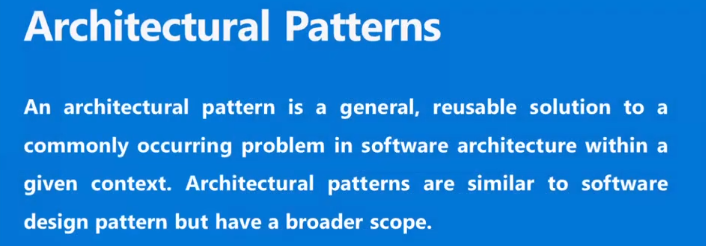 Architectural Patterns
An architectural pattern is a general, reusable solution to a
commonly occurring problem in software architecture within a
given context. Architectural patterns are similar to software
design pattern but have a broader scope.